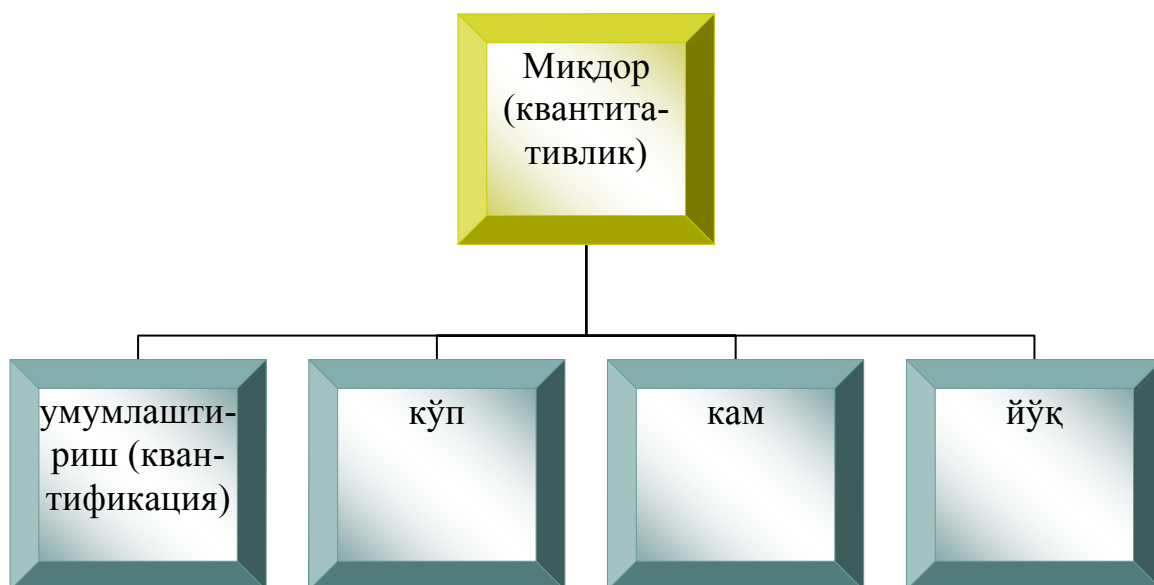 Миқдор
(квантита-
тивлик)
умумлашти-
риш (кван-
тификация)
кўп
кам
йўқ